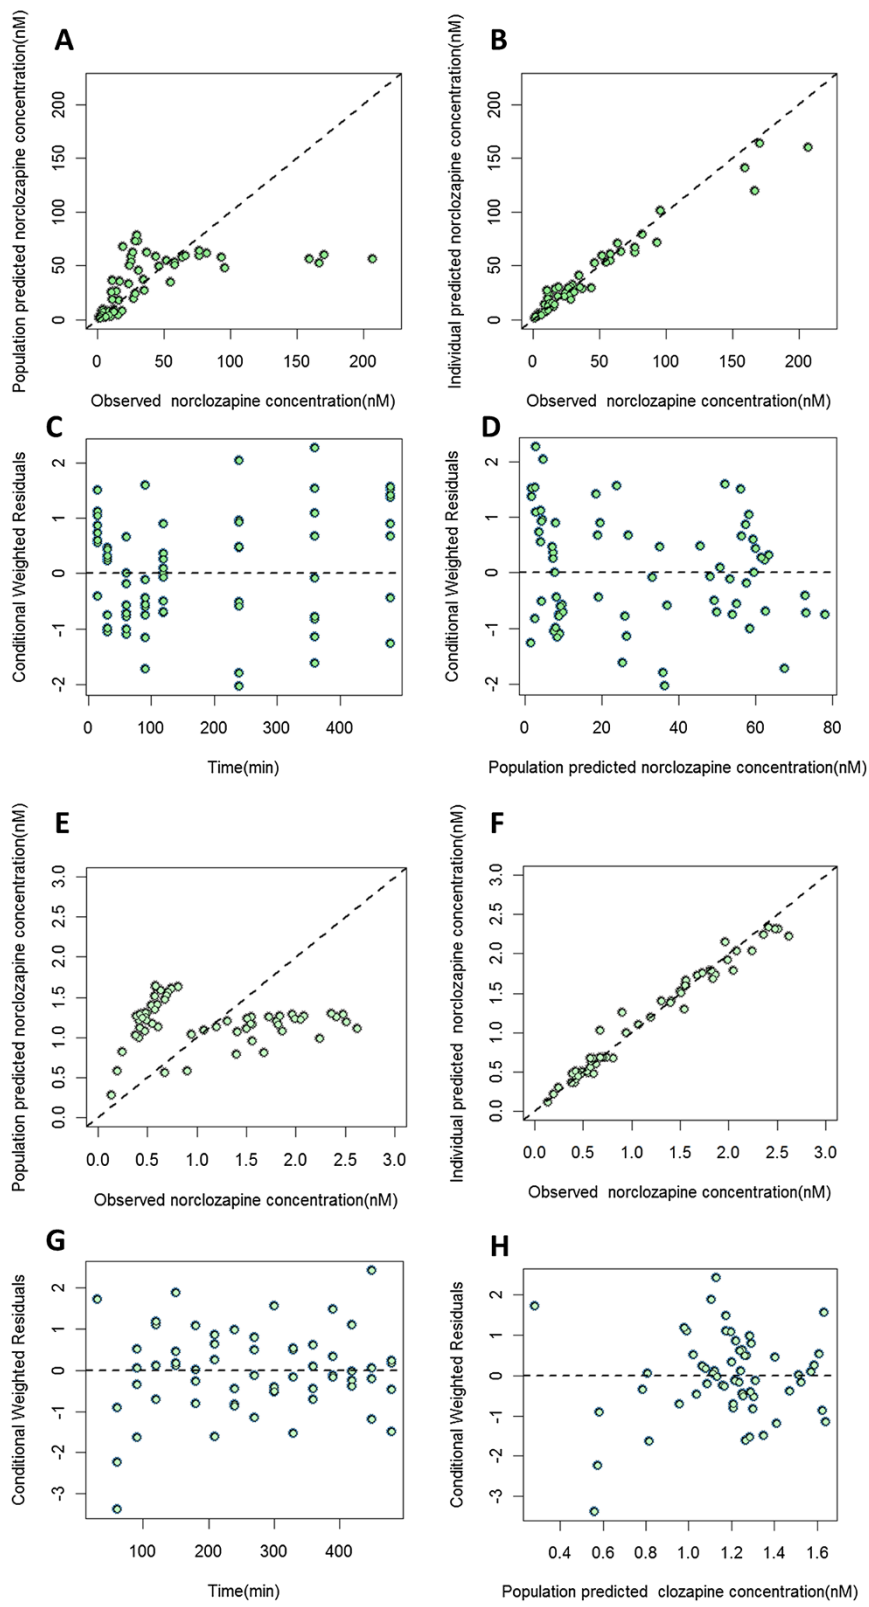 A
B
Population predicted norclozapine concentration(nM)
200
150
100
50
0
0 50 100 150 200
Observed  norclozapine concentration(nM)
Individual predicted norclozapine concentration(nM)
200
150
100
50
0
0 50 100 150 200
Observed  norclozapine concentration(nM)
C
D
Conditional Weighted Residuals
2
1
0
-1
-2
0 100 200 300 400
Time(min)
Conditional Weighted Residuals
2
1
0
-1
-2
0 20 40 60 80
Population predicted norclozapine concentration(nM)
E
F
Population predicted norclozapine concentration(nM)
3.0
2.5
2.0
1.5
1.0
0.5
0.0
0.0 0.5 1.0 1.5 2.0 2.5 3.0
Observed norclozapine concentration(nM)
Individual predicted  norclozapine concentration(nM)
3.0
2.5
2.0
1.5
1.0
0.5
0.0
0.0 0.5 1.0 1.5 2.0 2.5 3.0
Observed  norclozapine concentration(nM)
G
H
Conditional Weighted Residuals
2
1
0
-1
-2
-3
100 200 300 400
Time(min)
Conditional Weighted Residuals
2
1
0
-1
-2
-3
0.4 0.6 0.8 1.0 1.2 1.4 1.6
Population predicted  clozapine concentration(nM)